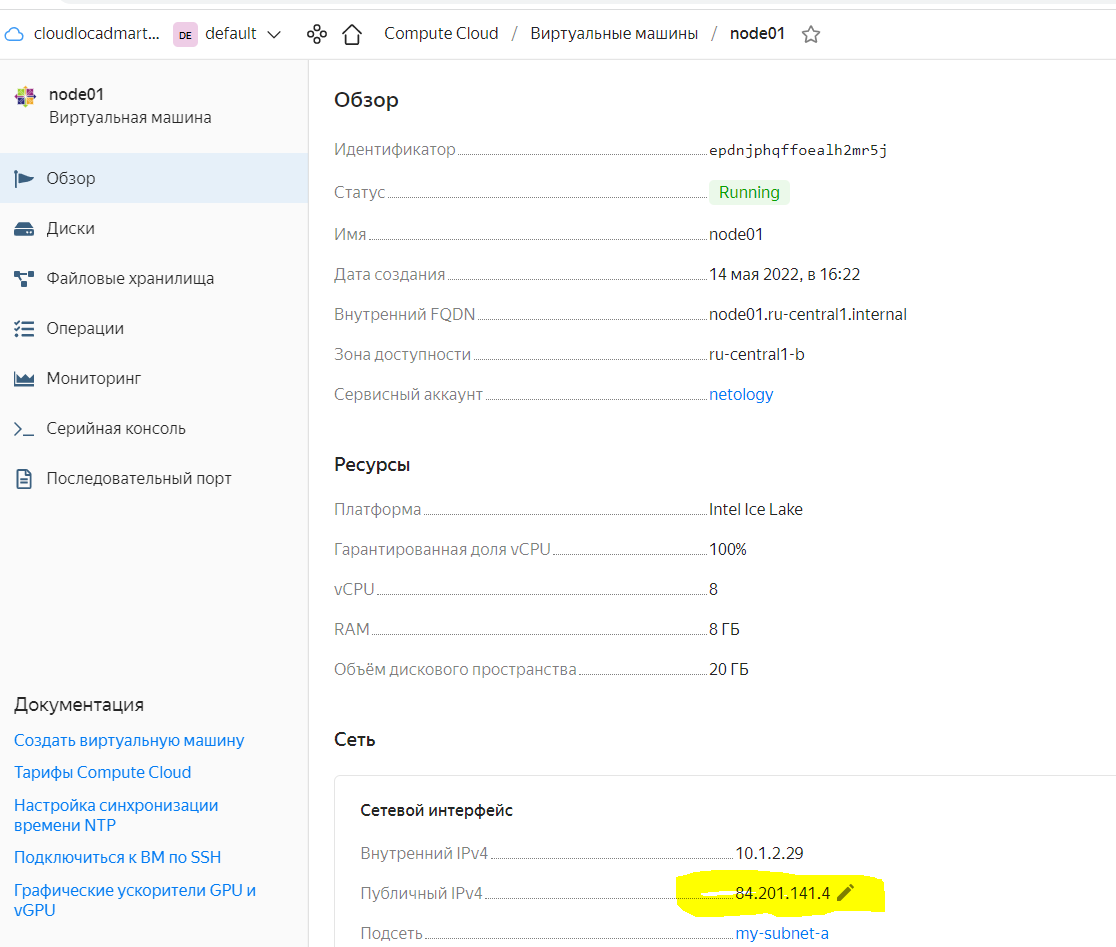 cloudlocadmart... DE default Compute Cloud / Виртуальные машины / node01
node01
Виртуальная машина
Обзор
Диски
Файловые хранилища
Операции
Мониторинг
Серийная консоль
Последовательный порт
Документация
Создать виртуальную машину
Тарифы Compute Cloud
Настройка синхронизации
времени NTP
Подключиться к ВМ по SSH
Графические ускорители GPU и
vGPU
Обзор
Идентификатор epdnjphqffoealh2mr5j
Статус Running
Имя node01
Дата создания 14 мая 2022, в 16:22
Внутренний FQDN node01.ru-central1.internal
Зона доступности ru-central1-b
Сервисный аккаунт netology
Ресурсы
Платформа Intel Ice Lake
Гарантированная доля vCPU 100%
vCPU 8
RAM 8 ГБ
Объём дискового пространства 20 ГБ
Сеть
Сетевой интерфейс
Внутренний IPv4 10.1.2.29
Публичный IPv4 84.201.141.4
Подсеть my-subnet-a